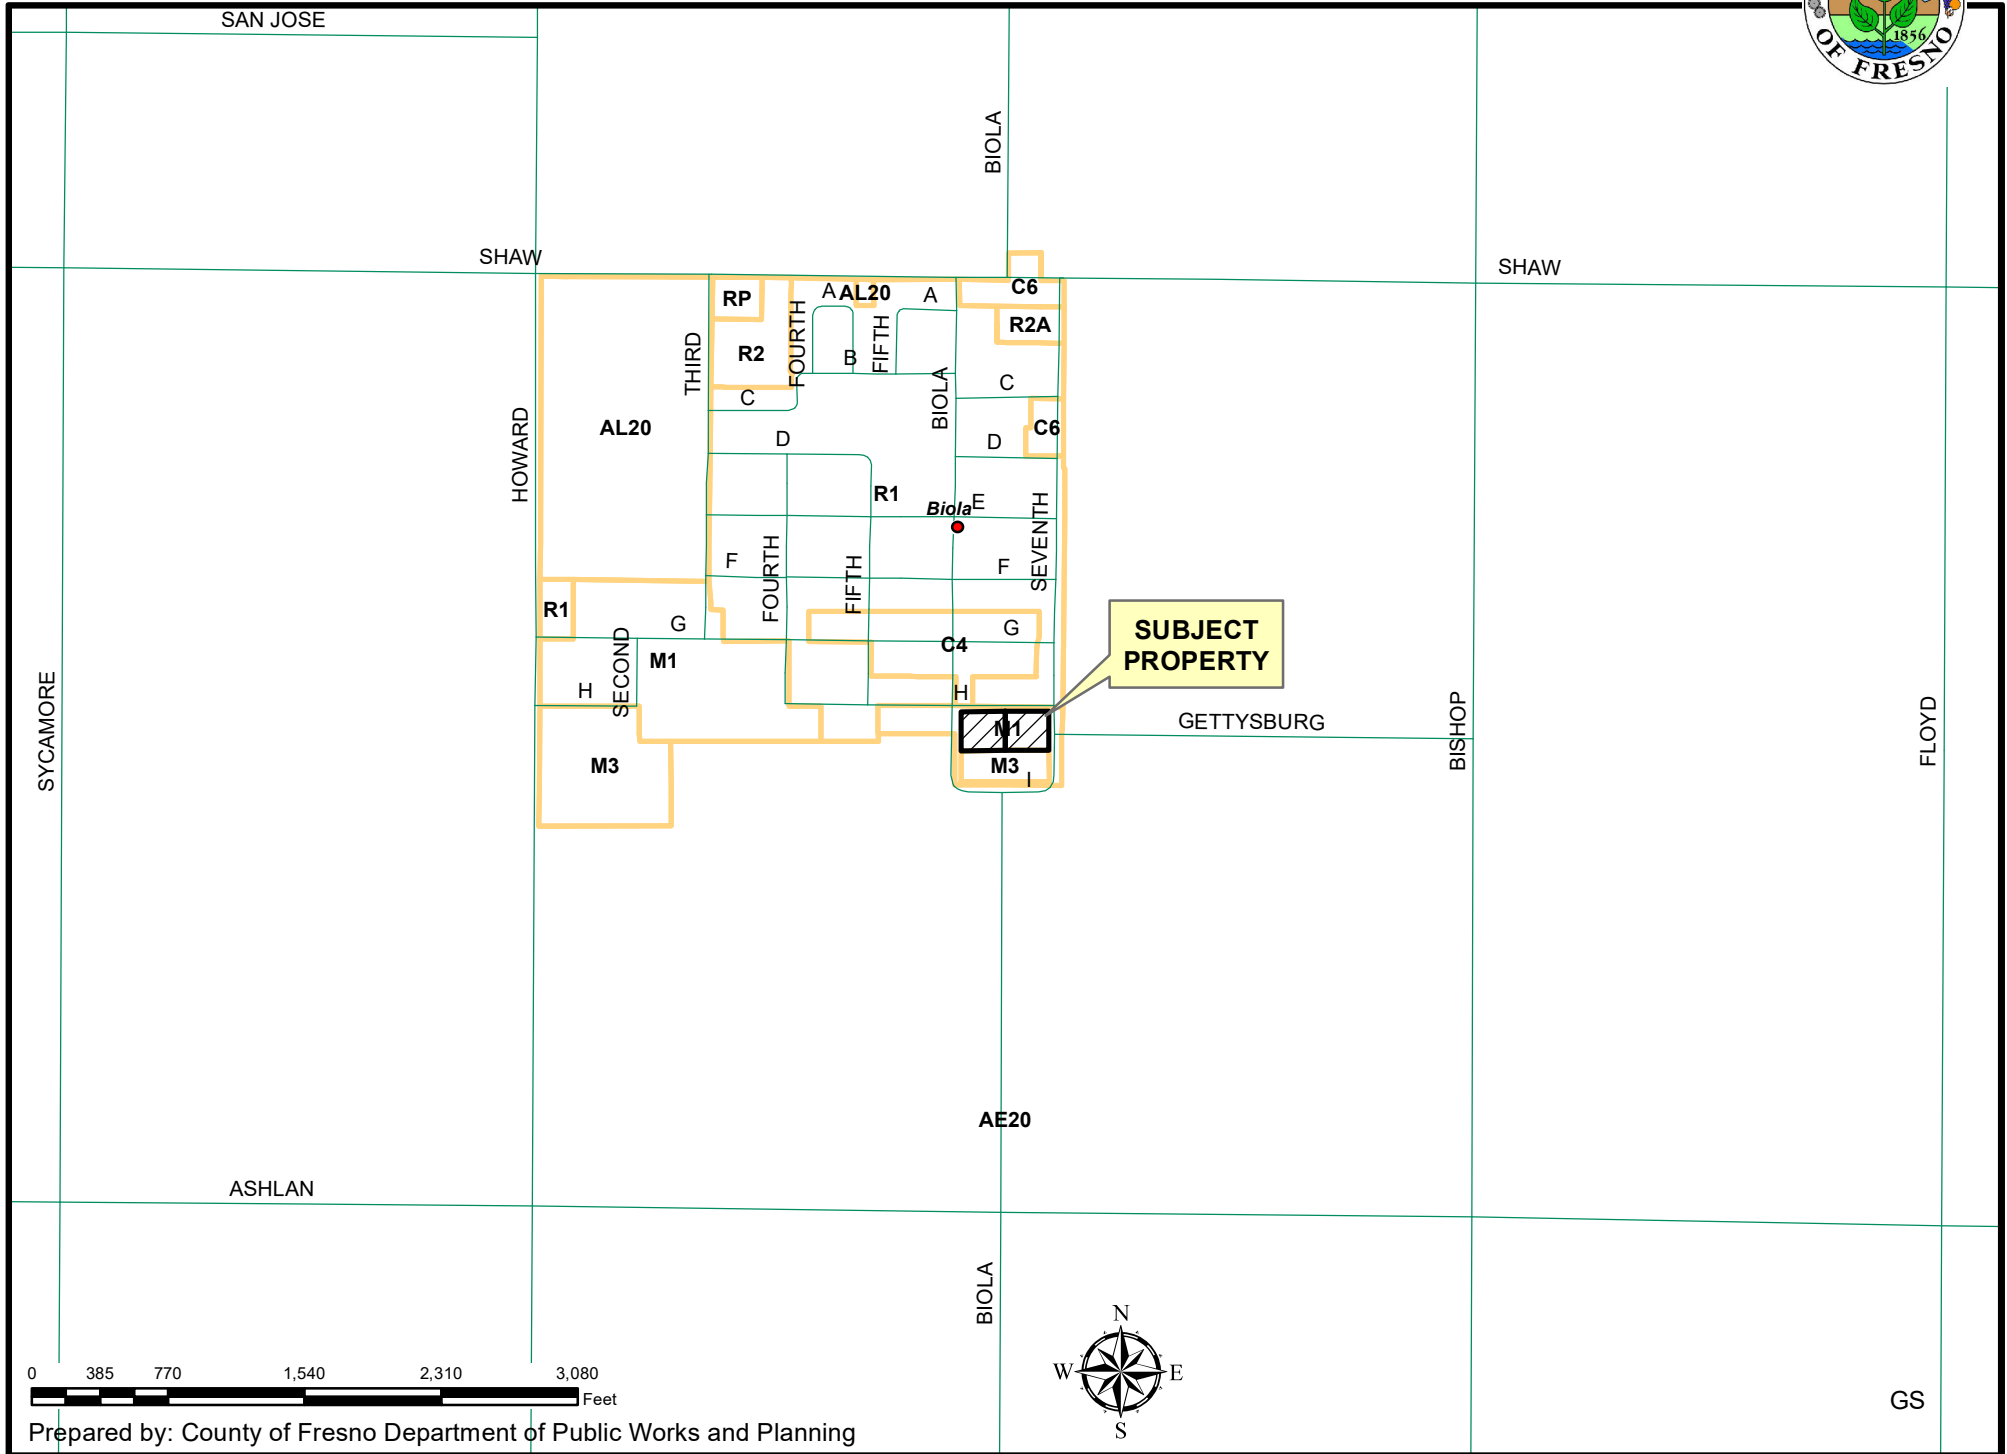 SAN JOSE
1856
OF FRESNO
BIOLA
SHAW
SHAW
C6
RP
A
AL20
A
R2A
R2
THIRD
FOURTH
B
FIFTH
BIOLA
C
C
AL20
HOWARD
D
D
C6
R1
E
Biola
SEVENTH
F
FOURTH
FIFTH
F
R1
G
G
SUBJECT
PROPERTY
C4
M1
SECOND
H
H
SYCAMORE
GETTYSBURG
M1
BISHOP
FLOYD
M3
M3
I
AE20
ASHLAN
BIOLA
N
W
E
S
0 385 770 1,540 2,310 3,080
Feet
GS
Prepared by: County of Fresno Department of Public Works and Planning